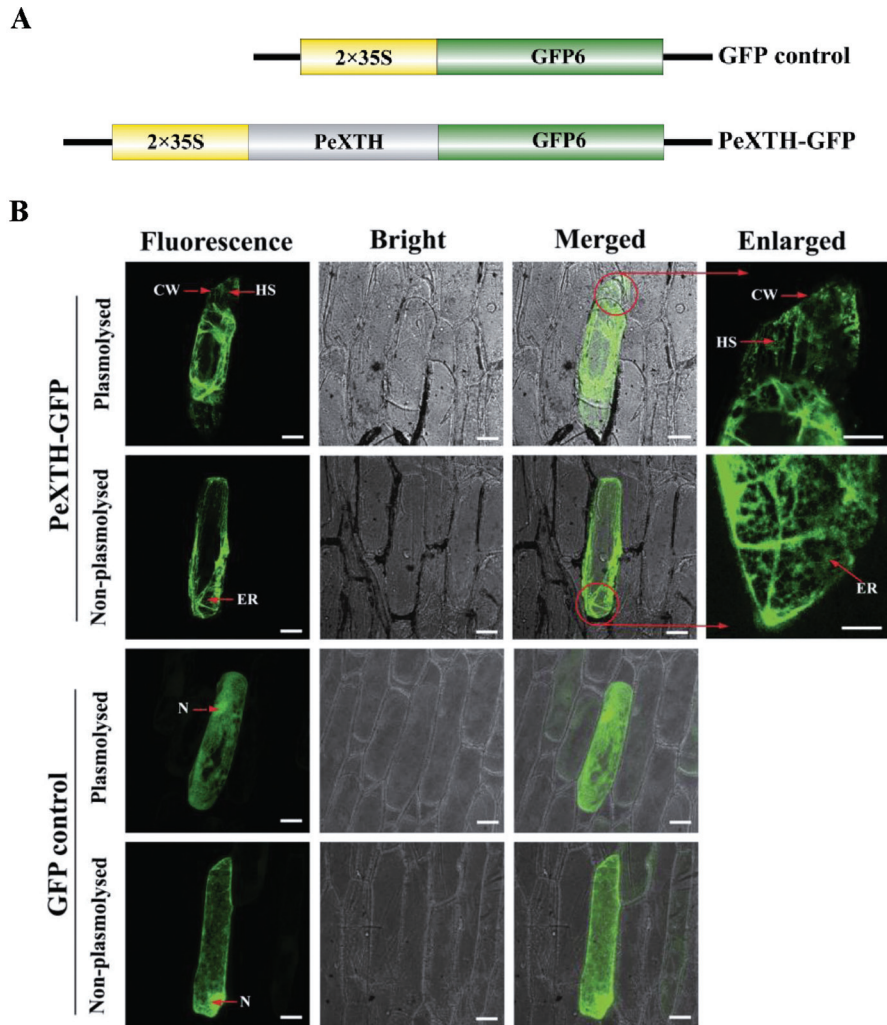 A
2×35S GFP6 GFP control
2×35S PeXTH GFP6 PeXTH-GFP
B
Fluorescence Bright Merged Enlarged
PeXTH-GFP
Plasmolysed
CW HS
CW
HS
Non-plasmolysed
ER
ER
GFP control
Plasmolysed
N
Non-plasmolysed
N